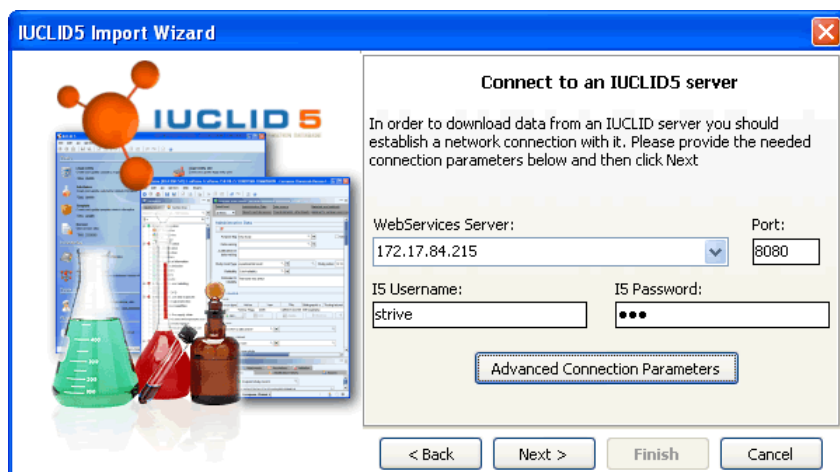 IUCLID5 Import Wizard
IUCLID 5
Connect to an IUCLID5 server
In order to download data from an IUCLID server you should
establish a network connection with it. Please provide the needed
connection parameters below and then click Next
WebServices Server:
Port:
172.17.84.215
8080
I5 Username:
I5 Password:
strive
●●●
Advanced Connection Parameters
< Back
Next >
Finish
Cancel